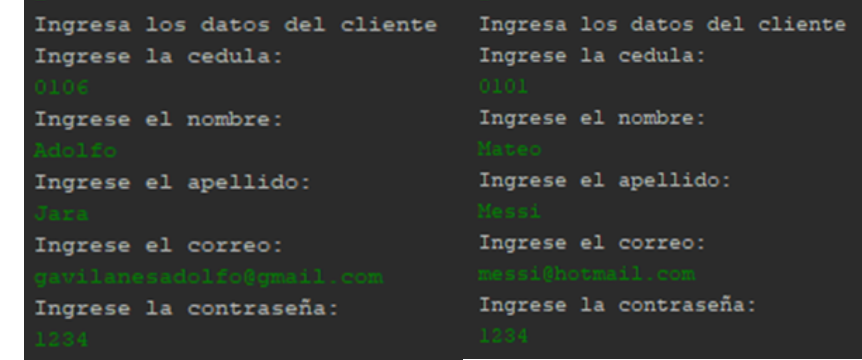 Ingresa los datos del cliente
Ingrese la cedula:
0106
Ingrese el nombre:
Adolfo
Ingrese el apellido:
Jara
Ingrese el correo:
gavilanesadolfo@gmail.com
Ingrese la contraseña:
1234
Ingresa los datos del cliente
Ingrese la cedula:
0101
Ingrese el nombre:
Mateo
Ingrese el apellido:
Messi
Ingrese el correo:
messi@hotmail.com
Ingrese la contraseña:
1234